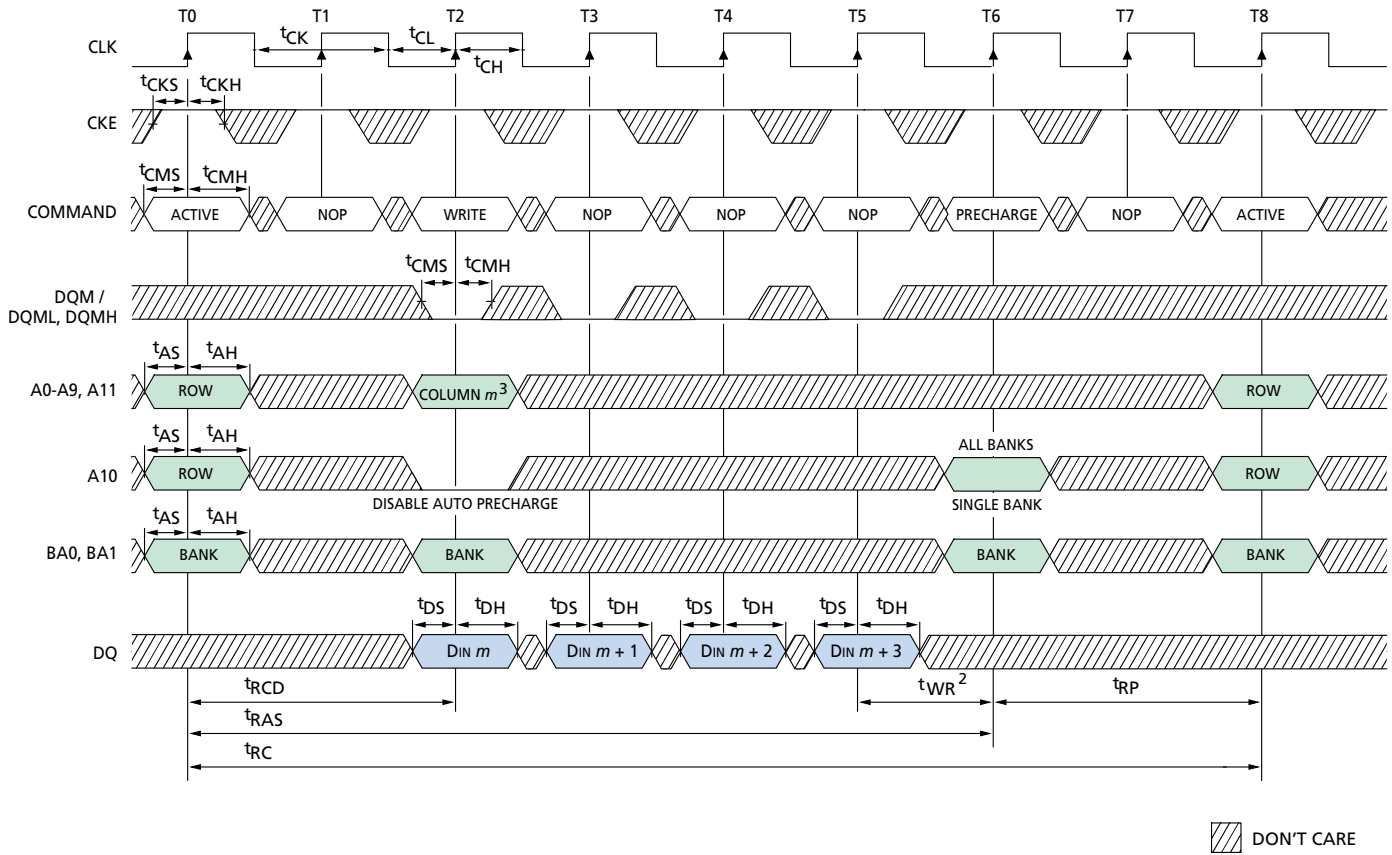 T0 T1 T2 T3 T4 T5 T6 T7 T8
CLK tCK tCL tCH
tCKS tCKH
CKE
tCMS tCMH
COMMAND ACTIVE NOP WRITE NOP NOP NOP PRECHARGE NOP ACTIVE
tCMS tCMH
DQM /
DQML, DQMH
tAS tAH
A0-A9, A11 ROW COLUMN m3 ROW
tAS tAH ALL BANKS
A10 ROW ROW
DISABLE AUTO PRECHARGE SINGLE BANK
tAS tAH
BA0, BA1 BANK BANK BANK BANK
tDS tDH tDS tDH tDS tDH tDS tDH
DQ DIN m DIN m + 1 DIN m + 2 DIN m + 3
tRCD tWR2 tRP
tRAS
tRC
DON'T CARE